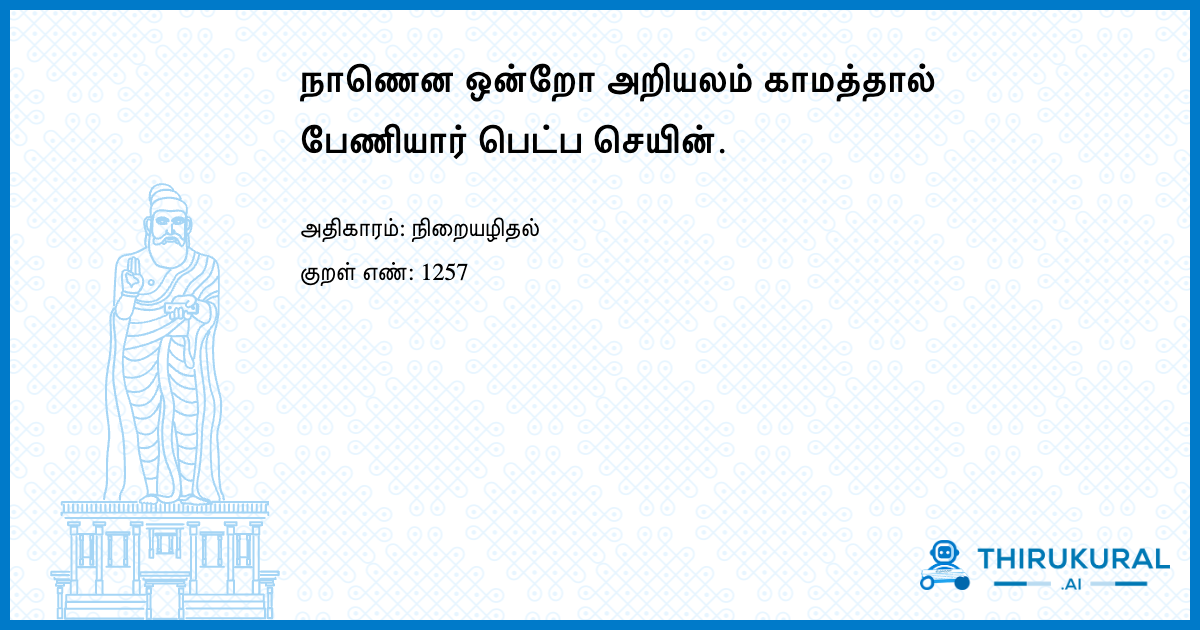 நாணென ஒன்றோ அறியலம் காமத்தால்
பேணியார் பெட்ப செயின்.
அதிகாரம்: நிறையழிதல்
குறள் எண்: 1257
THIRUKURAL
.AI